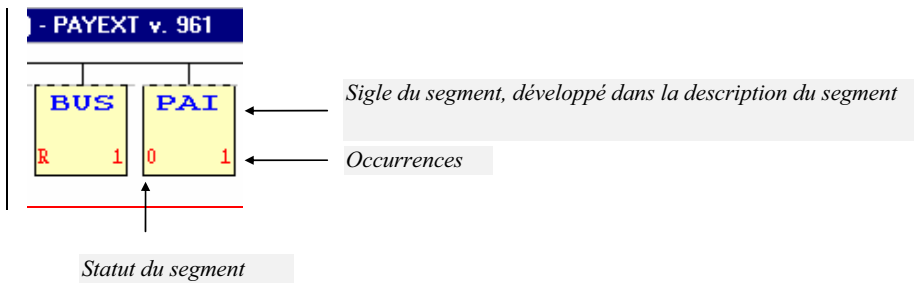 ) - PAYEXT v. 961
BUS PAI
Sigle du segment, développé dans la description du segment
R 1 0 1
Occurrences
Statut du segment